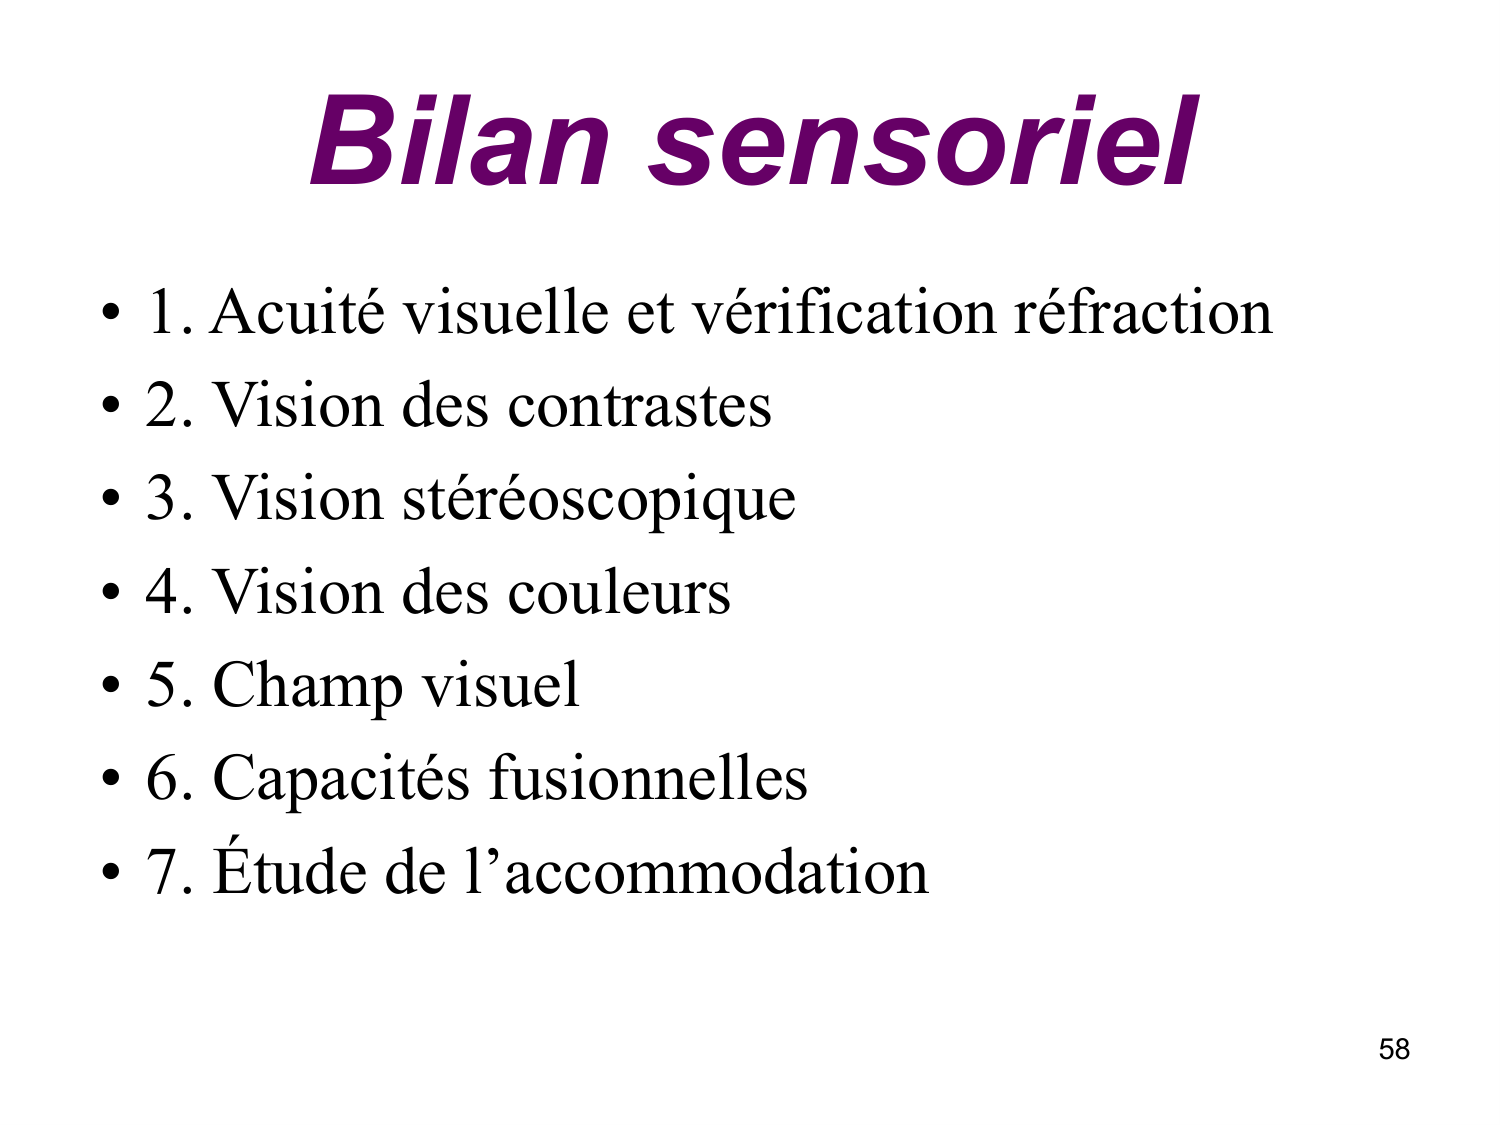 Bilan sensoriel
• 1. Acuité visuelle et vérification réfraction
• 2. Vision des contrastes
• 3. Vision stéréoscopique
• 4. Vision des couleurs
• 5. Champ visuel
• 6. Capacités fusionnelles
• 7. Étude de l’accommodation
58